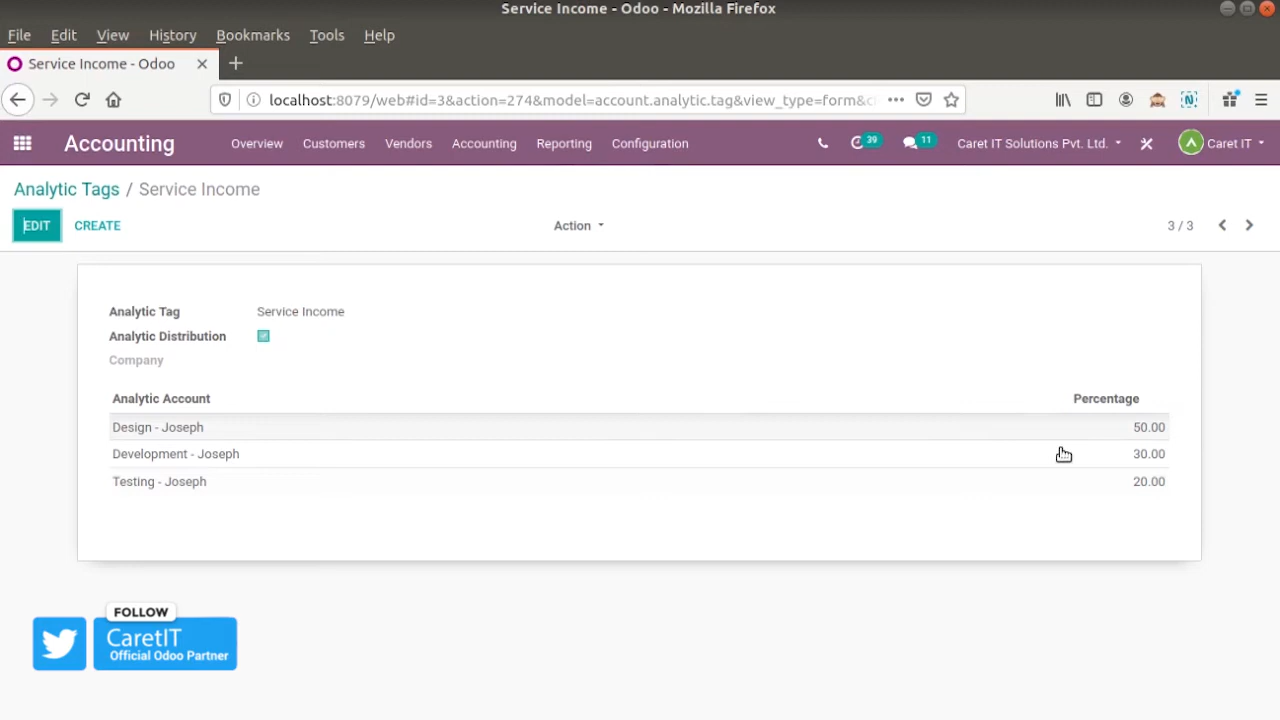 Service Income - Odoo - Mozilla Firefox
File Edit View History Bookmarks Tools Help
Service Income - Odoo
localhost:8079/web#id=3&action=274&model=account.analytic.tag&view_type=form&c
Accounting Overview Customers Vendors Accounting Reporting Configuration 39 11 Caret IT Solutions Pvt. Ltd. Caret IT
Analytic Tags / Service Income
EDIT CREATE Action 3 / 3
Analytic Tag Service Income
Analytic Distribution
Company
Analytic Account Percentage
Design - Joseph 50.00
Development - Joseph 30.00
Testing - Joseph 20.00
FOLLOW
CaretIT
Official Odoo Partner